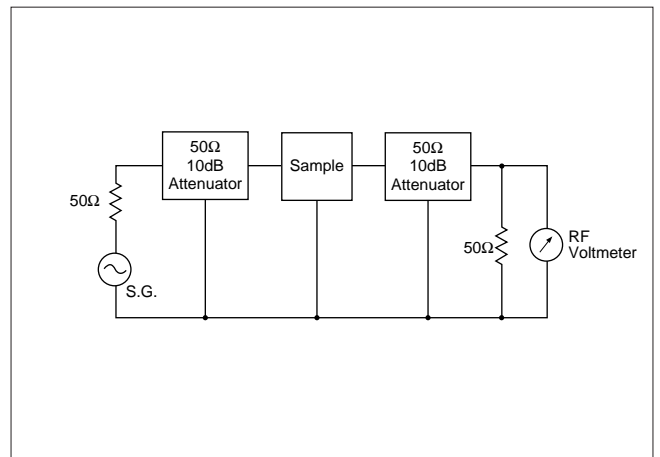 50Ω
10dB
Attenuator
Sample
50Ω
10dB
Attenuator
50Ω
S.G.
50Ω
RF
Voltmeter